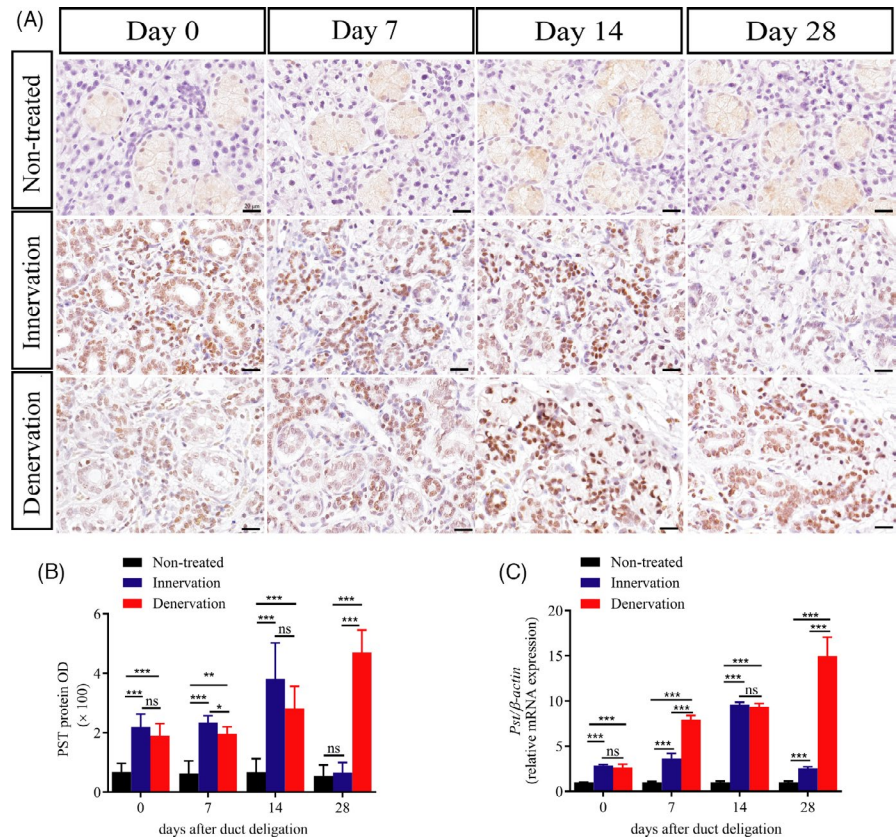 (A)
Day 0
Day 7
Day 14
Day 28
Non-treated
20 µm
Innervation
Denervation
(B)
Non-treated
Innervation
Denervation
PST protein OD
(× 100)
6
4
2
0
***
***
ns
**
***
*
***
***
ns
***
***
ns
0
7
14
28
days after duct deligation
(C)
Non-treated
Innervation
Denervation
Pst/β-actin
(relative mRNA expression)
20
15
10
5
0
***
***
ns
***
***
***
***
***
ns
***
***
***
0
7
14
28
days after duct deligation